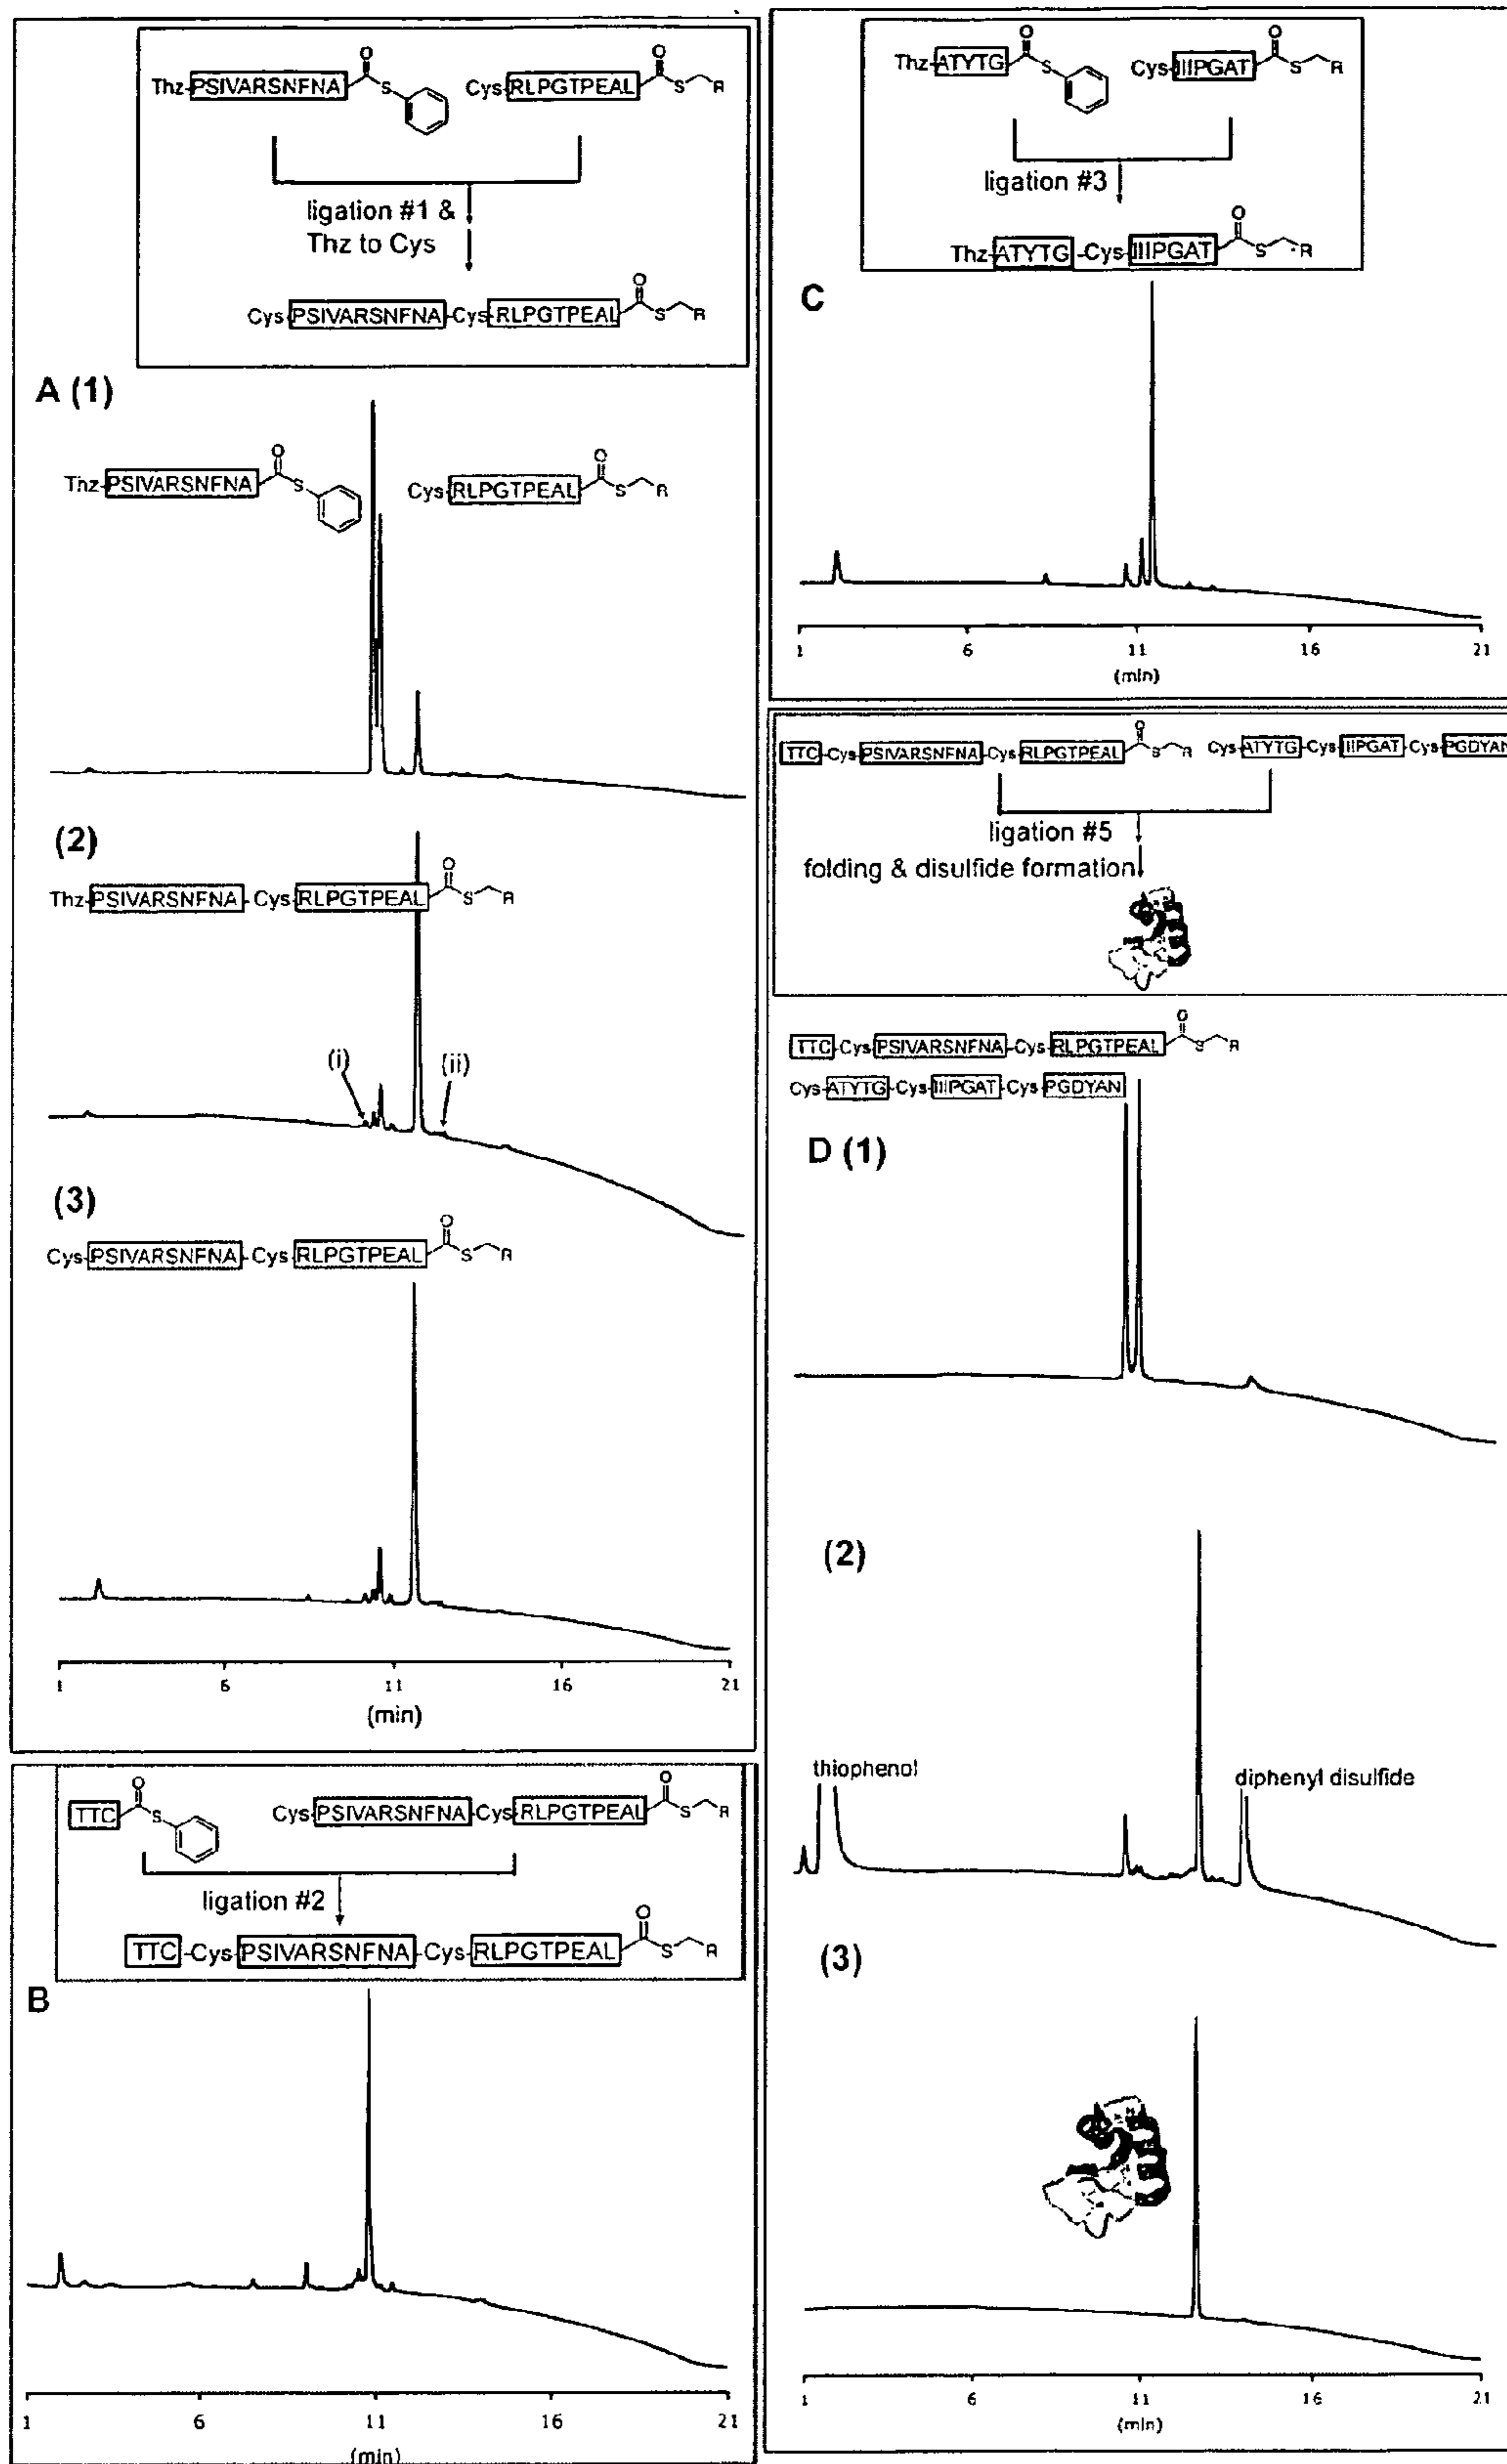 O
O
Thz-PSIVARSNFNA
S
Cys-RLPGTPEAL
S
R
ligation #1 &
Thz to Cys
O
Cys-PSIVARSNFNA-Cys-RLPGTPEAL
S
R
A (1)
O
O
Thz-PSIVARSNFNA
S
Cys-RLPGTPEAL
S
R
(2)
O
Thz-PSIVARSNFNA-Cys-RLPGTPEAL
S
R
(i)
(ii)
(3)
O
Cys-PSIVARSNFNA-Cys-RLPGTPEAL
S
R
1 6 11 16 21
(min)
O
O
TTC
S
Cys-PSIVARSNFNA-Cys-RLPGTPEAL
S
R
ligation #2
O
TTC-Cys-PSIVARSNFNA-Cys-RLPGTPEAL
S
R
B
1 6 11 16 21
(min)
O
O
Thz-ATYTG
S
Cys-IIIPGAT
S
R
ligation #3
O
Thz-ATYTG-Cys-IIIPGAT
S
R
C
1 6 11 16 21
(min)
O
TTC-Cys-PSIVARSNFNA-Cys-RLPGTPEAL
S
R
Cys-ATYTG-Cys-IIIPGAT-Cys-PGDYAN
ligation #5
folding & disulfide formation
O
TTC-Cys-PSIVARSNFNA-Cys-RLPGTPEAL
S
R
Cys-ATYTG-Cys-IIIPGAT-Cys-PGDYAN
D (1)
(2)
thiophenol
diphenyl disulfide
(3)
1 6 11 16 21
(min)